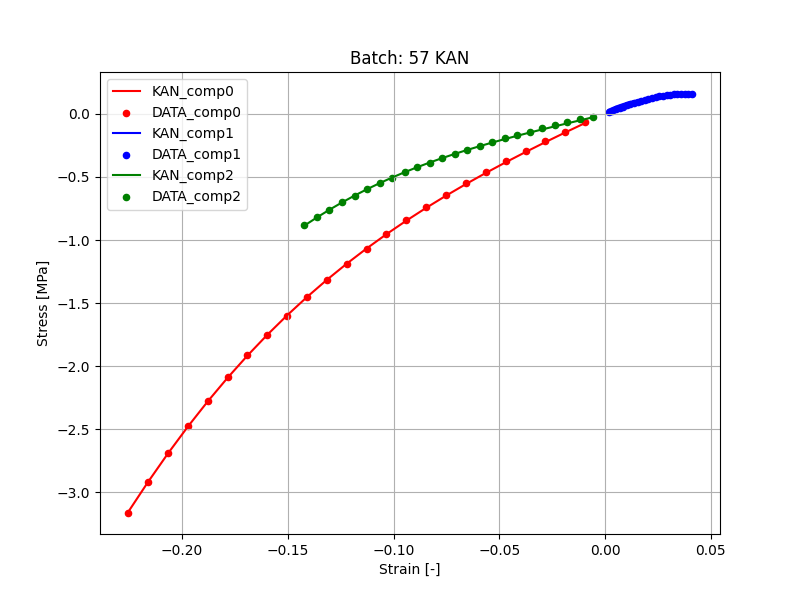 Batch: 57 KAN
KAN_comp0
DATA_comp0
KAN_comp1
DATA_comp1
KAN_comp2
DATA_comp2
0.0
−0.5
−1.0
−1.5
−2.0
−2.5
−3.0
Stress [MPa]
−0.20 −0.15 −0.10 −0.05 0.00 0.05
Strain [-]